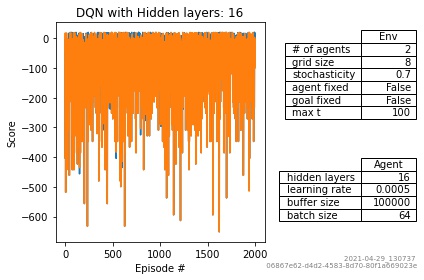 DQN with Hidden layers: 16
0
−100
−200
−300
−400
−500
−600
Score
0 500 1000 1500 2000
Episode #
Env
# of agents 2
grid size 8
stochasticity 0.7
agent fixed False
goal fixed False
max t 100
Agent
hidden layers 16
learning rate 0.0005
buffer size 100000
batch size 64
2021-04-29_130737
06867e62-d4d2-4583-8d70-80f1a669023e